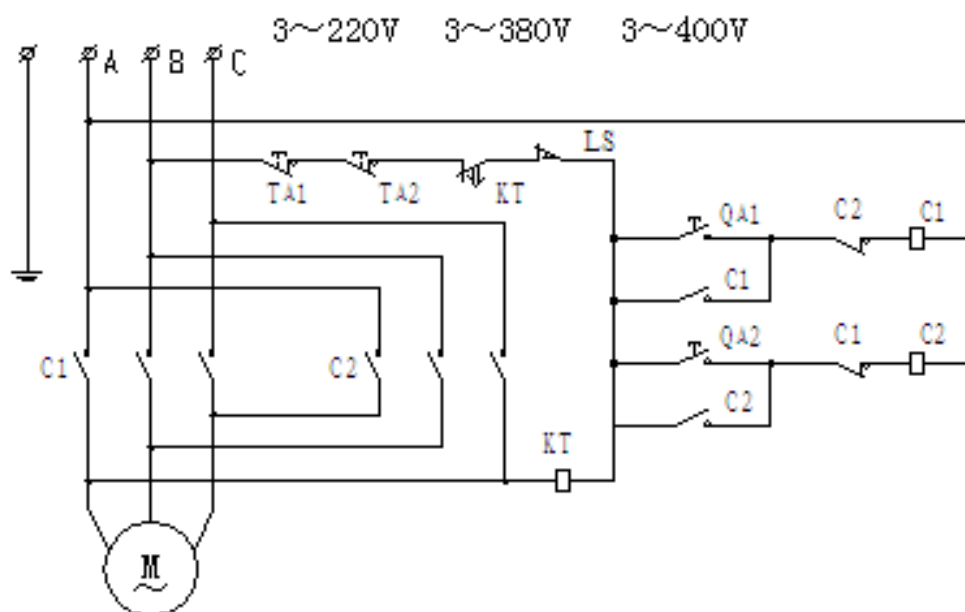 3～220V 3～380V 3～400V
A B C
LS
TA1 TA2 KT
QA1 C2 C1
C1
QA2 C1 C2
C1 C2
C2
KT
M
～